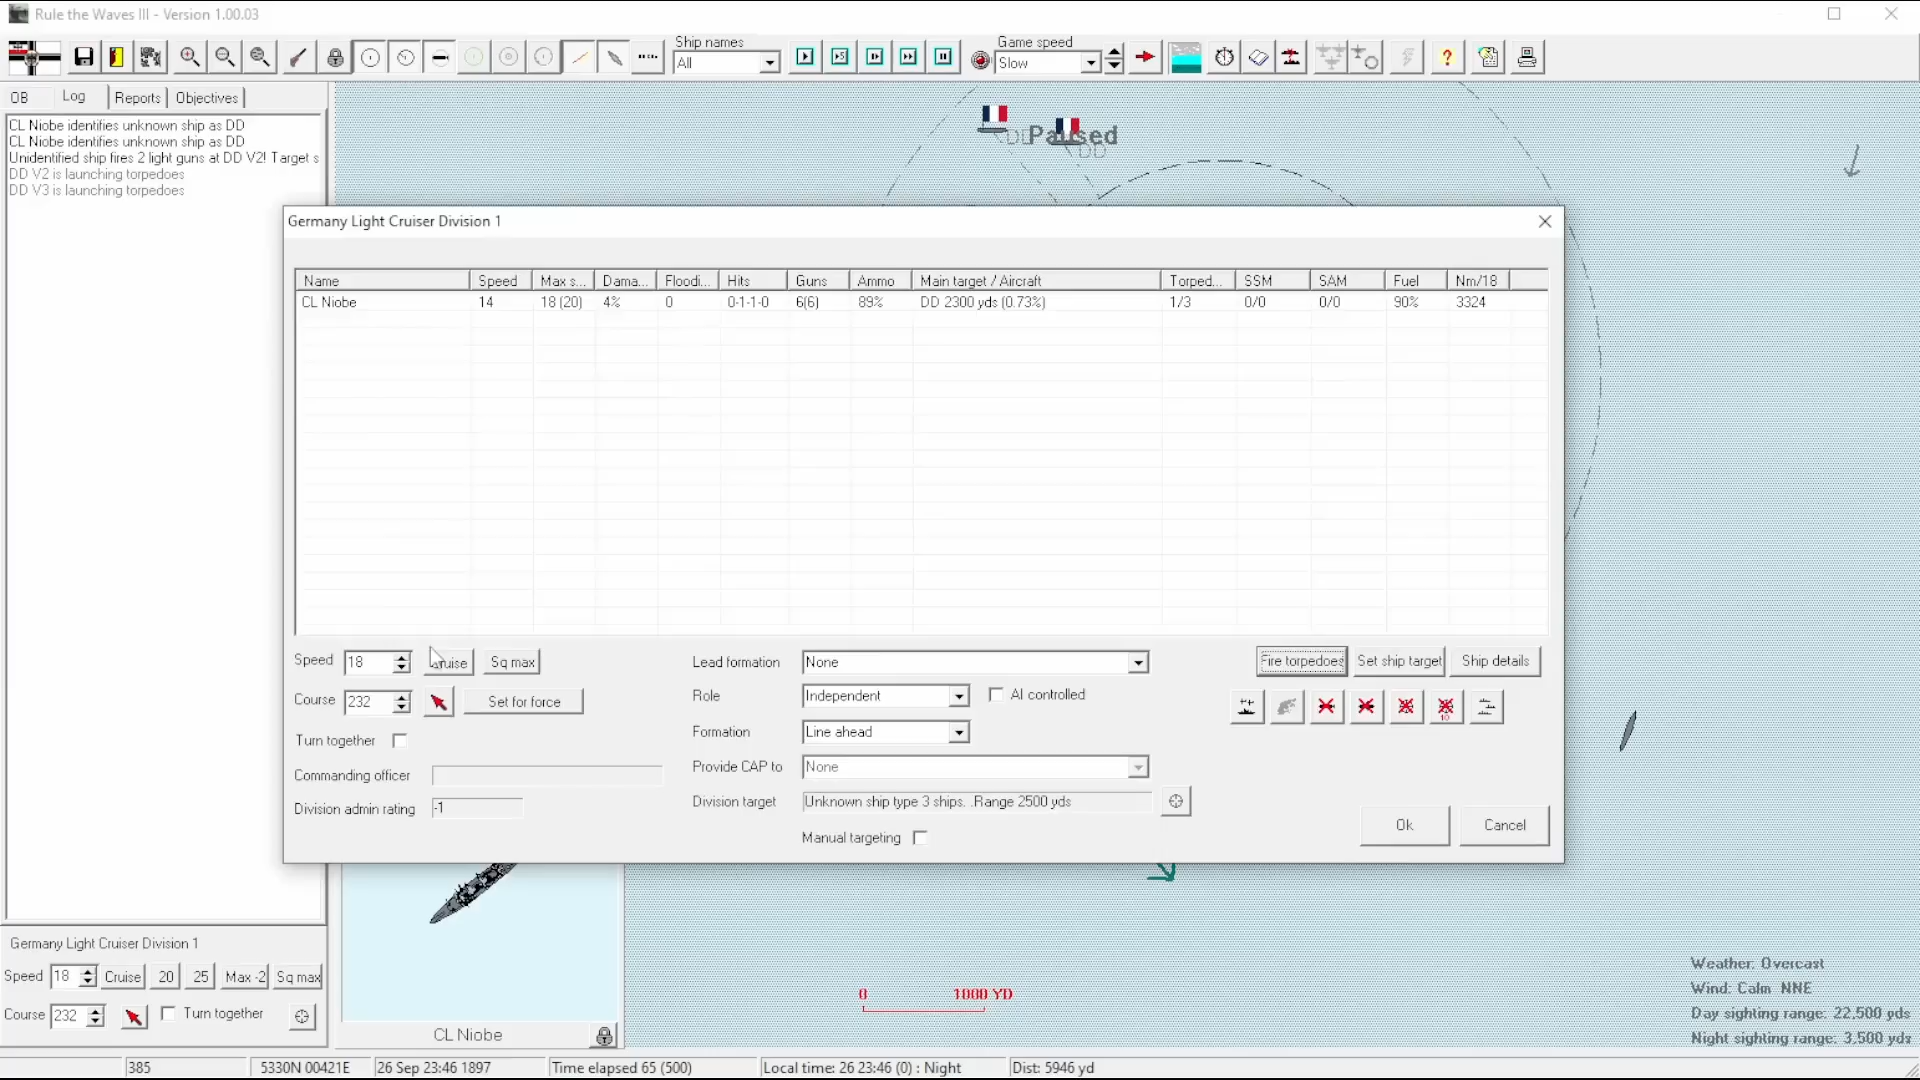 Rule the Waves III - Version 1.00.03
Ship names
All
Game speed
Slow
OB
Log
Reports
Objectives
CL Niobe identifies unknown ship as DD
CL Niobe identifies unknown ship as DD
Unidentified ship fires 2 light guns at DD V2! Target s
DD V2 is launching torpedoes
DD V3 is launching torpedoes
DD
Paused
DD
Germany Light Cruiser Division 1
Name Speed Max s... Dama... Floodi... Hits Guns Ammo Main target / Aircraft Torped... SSM SAM Fuel Nm/18
CL Niobe 14 18 (20) 4% 0 0-1-1-0 6(6) 89% DD 2300 yds (0.73%) 1/3 0/0 0/0 90% 3324
Speed 18 Sq max
Course 232 Set for force
Turn together
Commanding officer
Division admin rating -1
Lead formation None
Role Independent AI controlled
Formation Line ahead
Provide CAP to None
Division target Unknown ship type 3 ships. .Range 2500 yds
Manual targeting
Fire torpedoes Set ship target Ship details
10
Ok Cancel
Germany Light Cruiser Division 1
Speed 18 Cruise 20 25 Max -2 Sq max
Course 232 Turn together
CL Niobe
0 1000 YD
Weather: Overcast
Wind: Calm NNE
Day sighting range: 22,500 yds
Night sighting range: 3,500 yds
385 5330N 00421E 26 Sep 23:46 1897 Time elapsed 65 (500) Local time: 26 23:46 (0) : Night Dist: 5946 yd